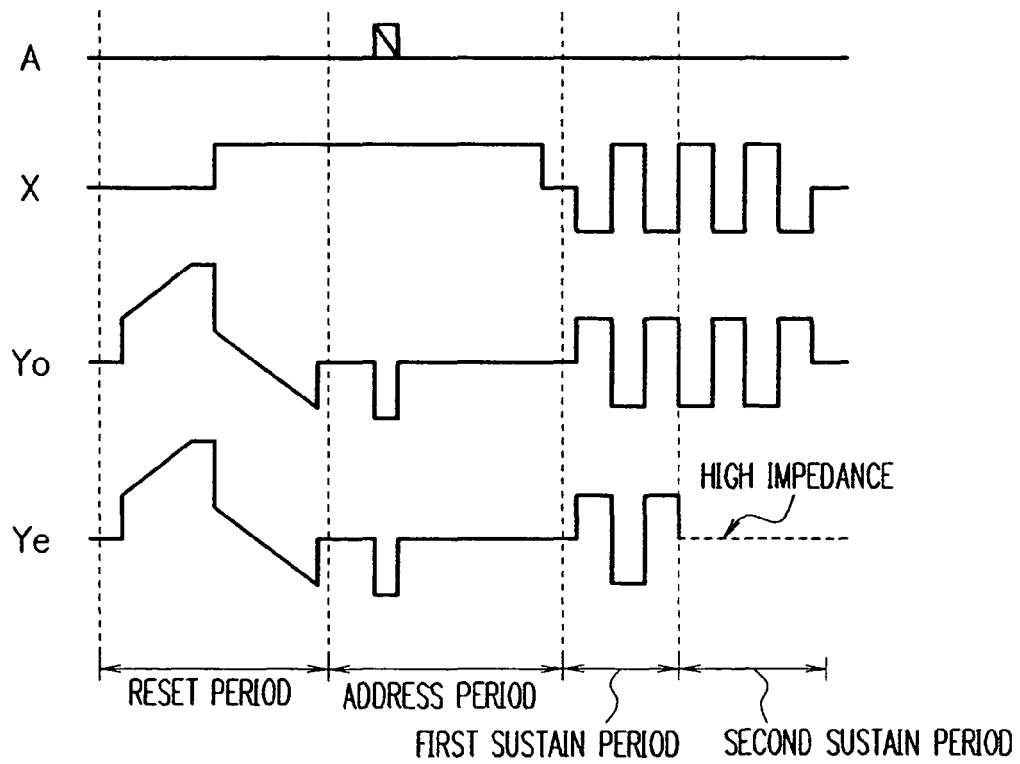 A
X
Yo
Ye
HIGH IMPEDANCE
RESET PERIOD
ADDRESS PERIOD
FIRST SUSTAIN PERIOD
SECOND SUSTAIN PERIOD